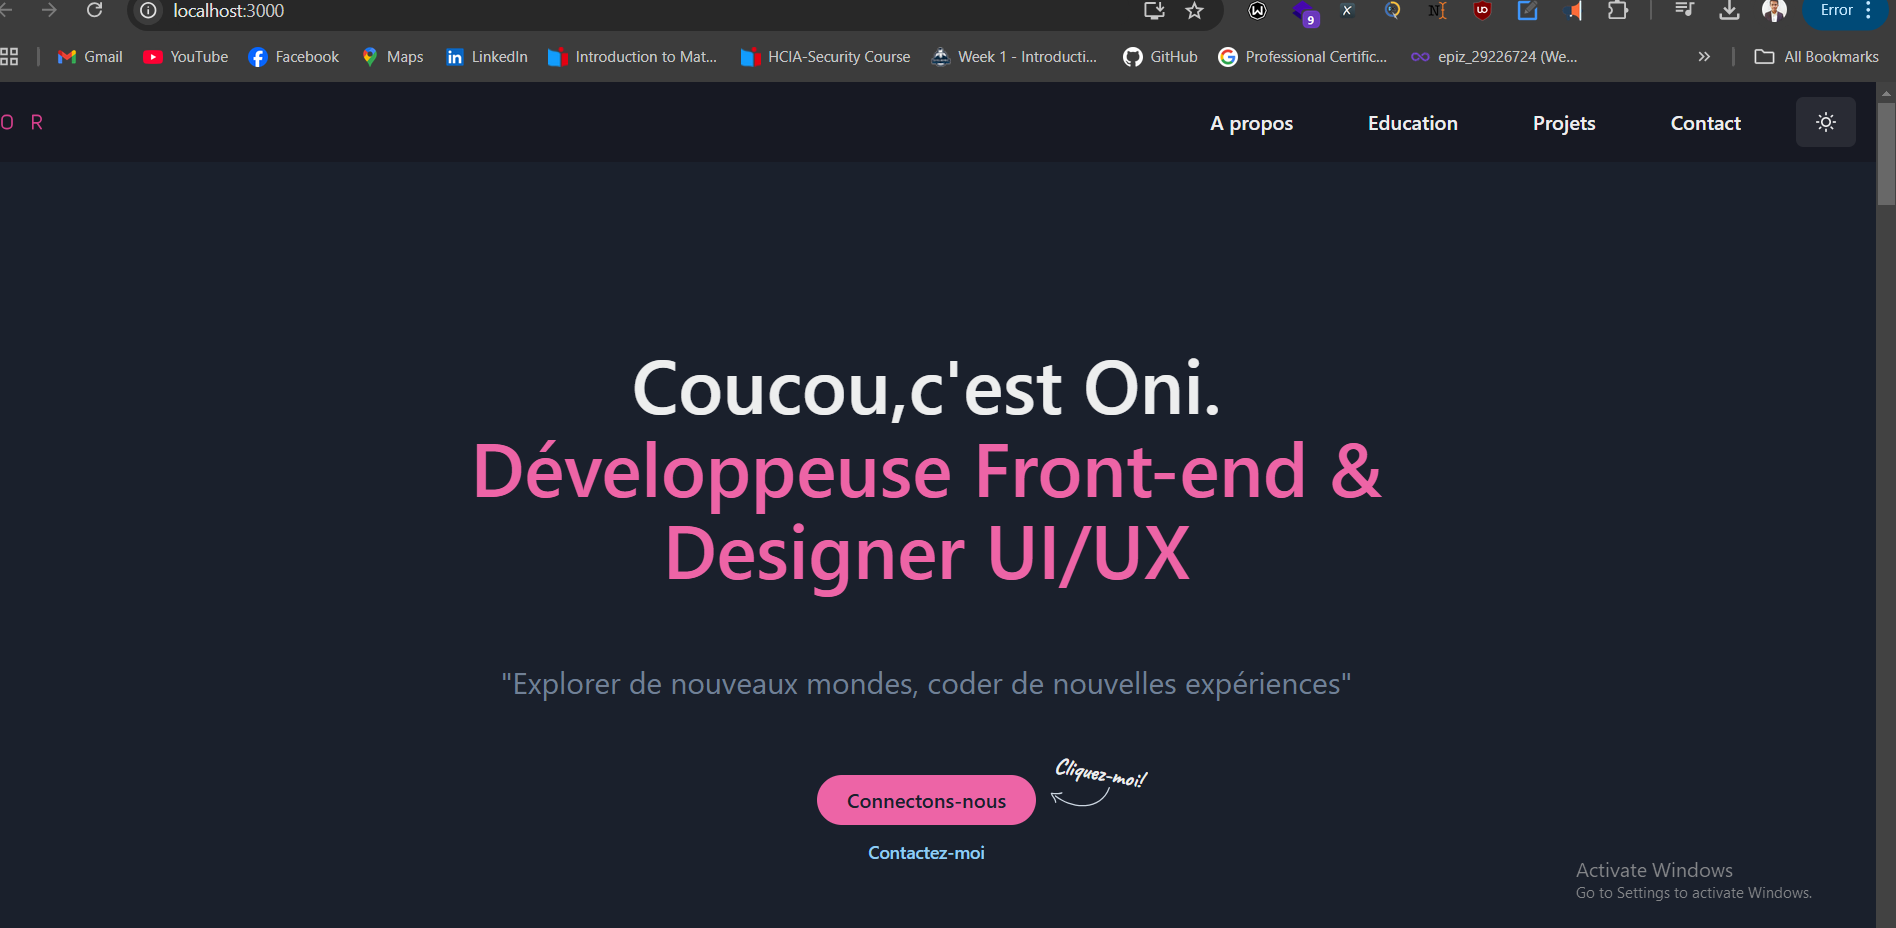 localhost:3000
9
Error
Gmail YouTube Facebook Maps LinkedIn Introduction to Mat... HCIA-Security Course Week 1 - Introducti... GitHub Professional Certific... epiz_29226724 (We... » All Bookmarks
O R A propos Education Projets Contact
Coucou,c'est Oni.
Développeuse Front-end &
Designer UI/UX
"Explorer de nouveaux mondes, coder de nouvelles expériences"
Cliquez-moi!
Connectons-nous
Contactez-moi
Activate Windows
Go to Settings to activate Windows.